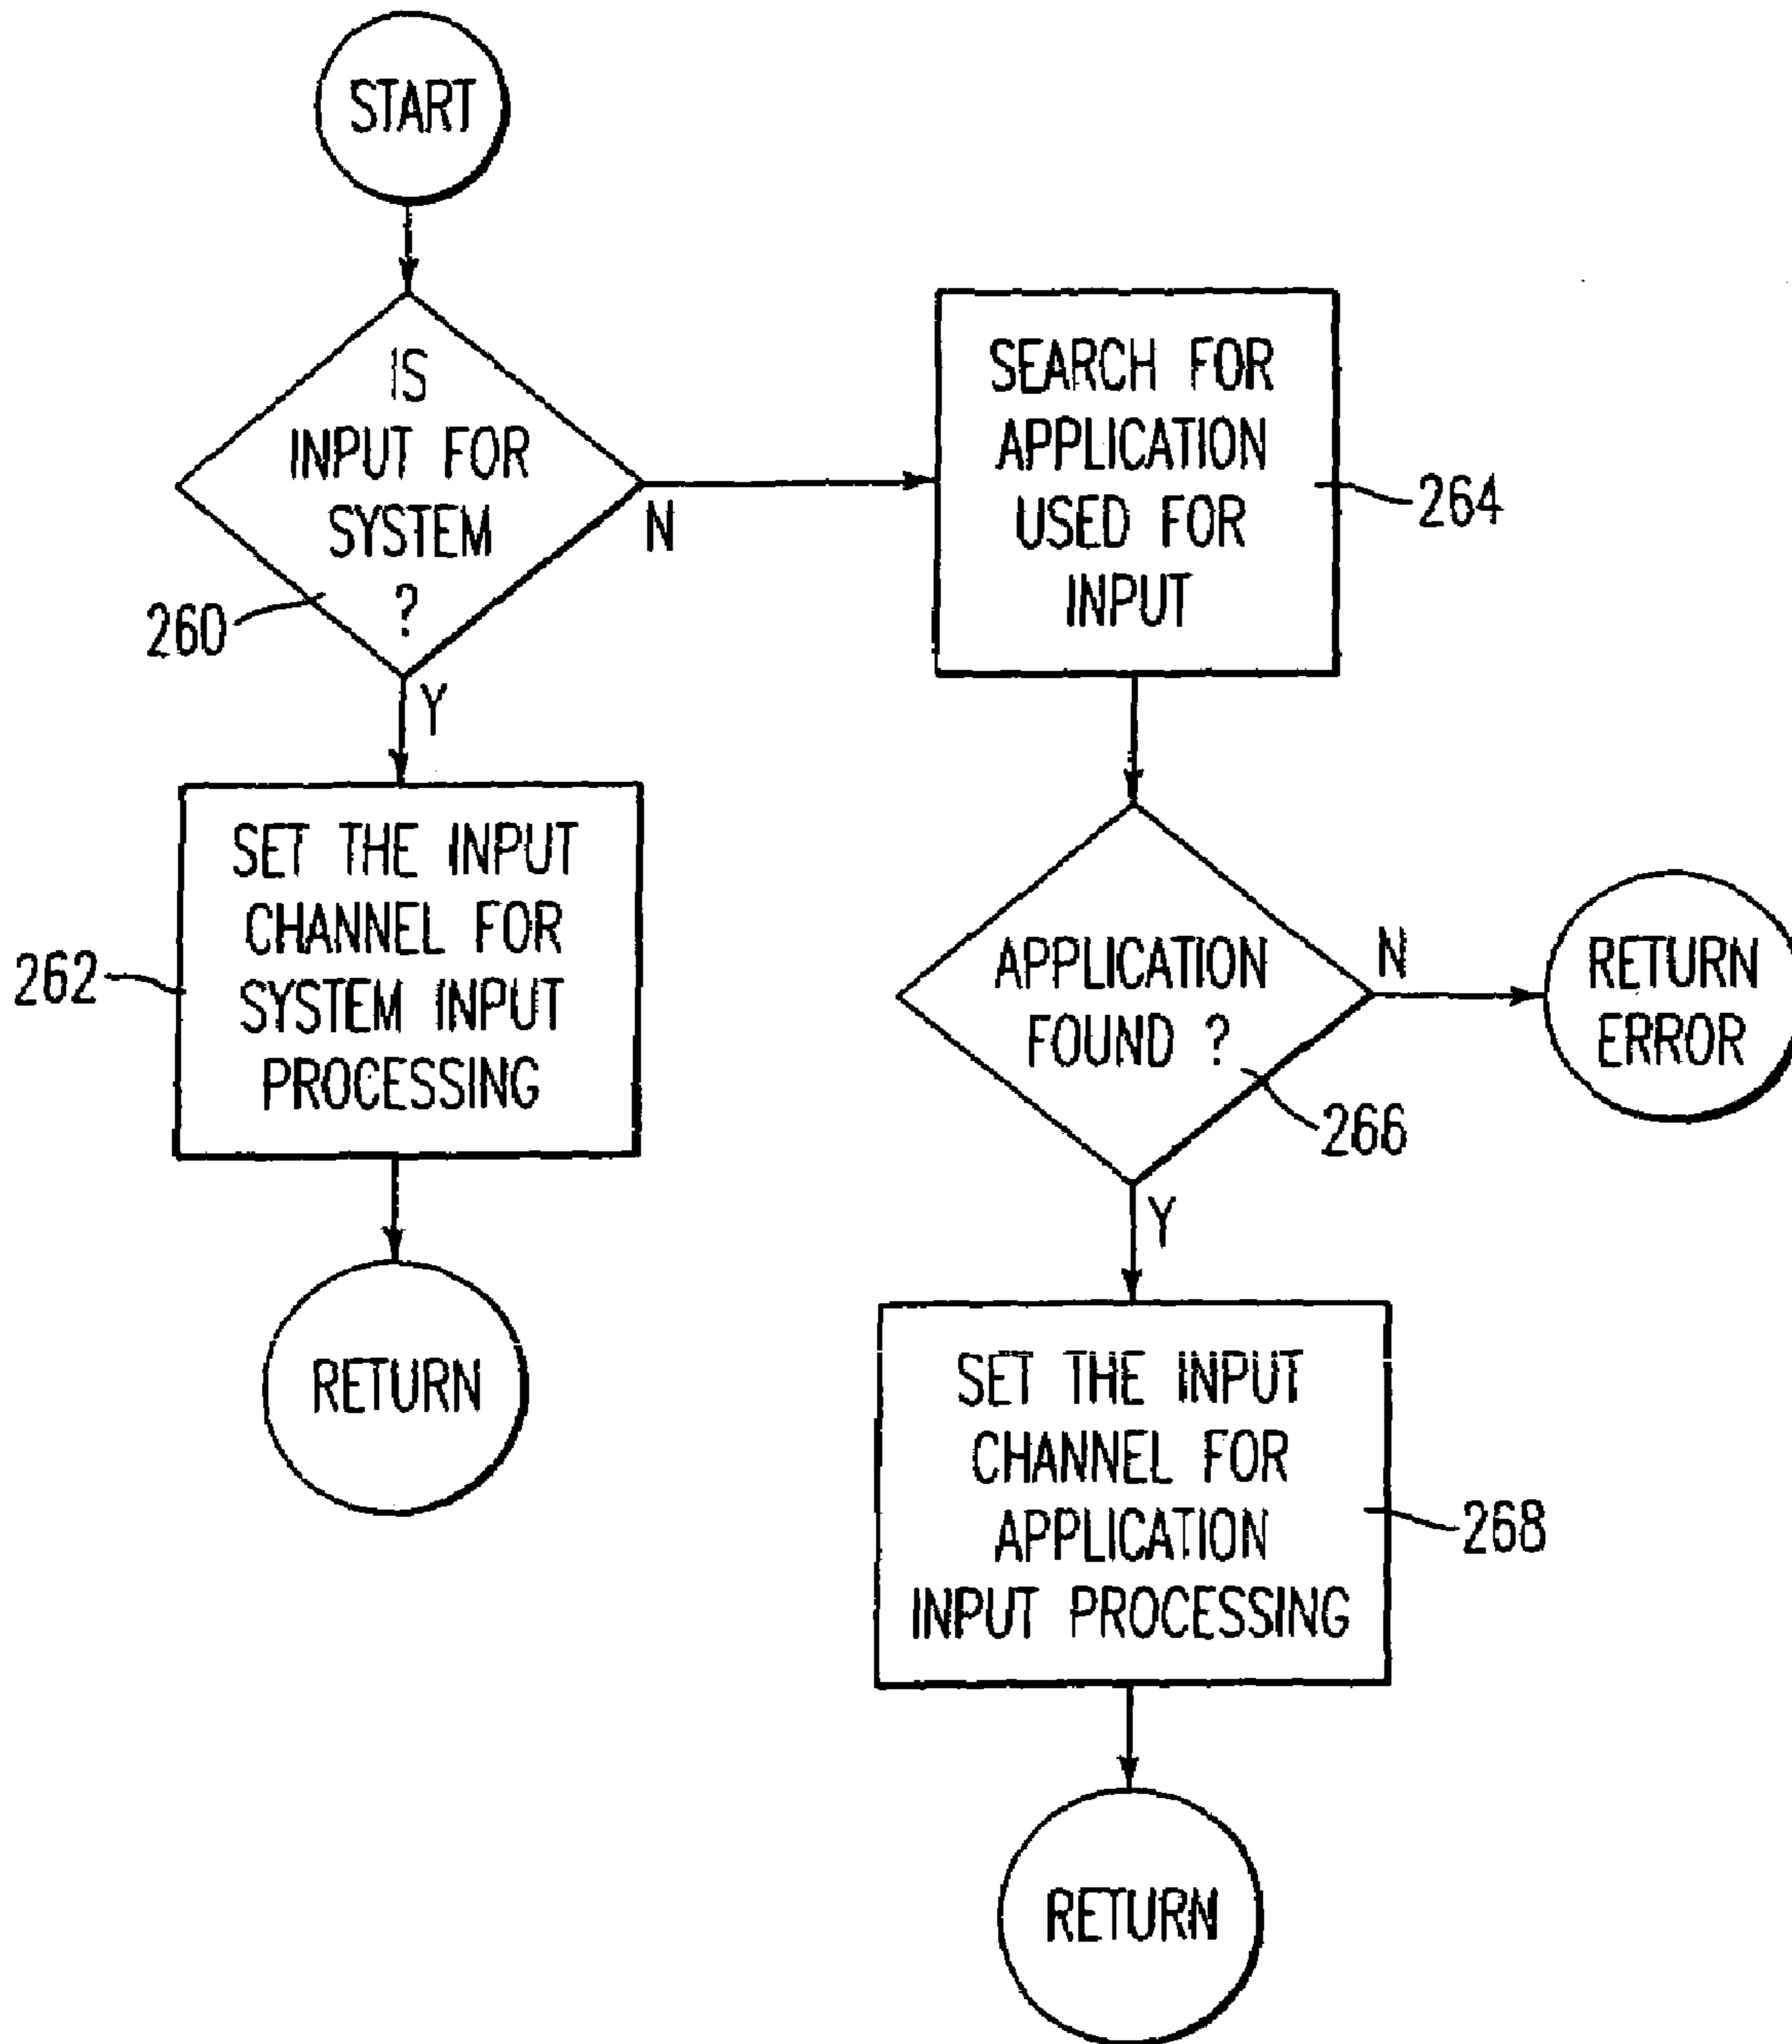 START
IS
INPUT FOR
SYSTEM
?
260
N
Y
SET THE INPUT
CHANNEL FOR
SYSTEM INPUT
PROCESSING
262
RETURN
SEARCH FOR
APPLICATION
USED FOR
INPUT
264
APPLICATION
FOUND ?
266
N
RETURN
ERROR
Y
SET THE INPUT
CHANNEL FOR
APPLICATION
INPUT PROCESSING
268
RETURN